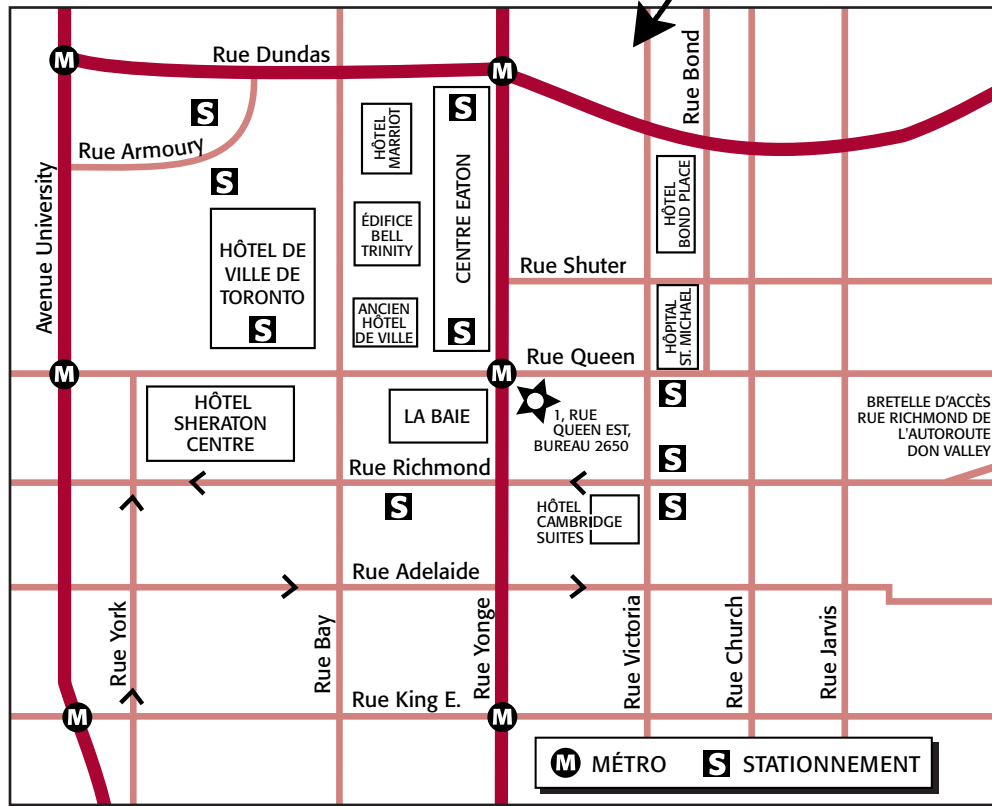 M
Rue Dundas
M
Rue Bond
S
S
HÔTEL
MARRIOT
Rue Armoury
S
HÔTEL
BOND PLACE
Avenue University
HÔTEL DE
VILLE DE
TORONTO
S
ÉDIFICE
BELL
TRINITY
CENTRE EATON
Rue Shuter
ANCIEN
HÔTEL
DE VILLE
S
HÔPITAL
ST. MICHAEL
M
M
Rue Queen
HÔTEL
SHERATON
CENTRE
LA BAIE
1, RUE
QUEEN EST,
BUREAU 2650
S
BRETELLE D'ACCÈS
RUE RICHMOND DE
L'AUTOROUTE
DON VALLEY
S
Rue Richmond
S
HÔTEL
CAMBRIDGE
SUITES
S
Rue Adelaide
Rue York
Rue Bay
Rue Yonge
Rue Victoria
Rue Church
Rue Jarvis
Rue King E.
M
M
M MÉTRO S STATIONNEMENT